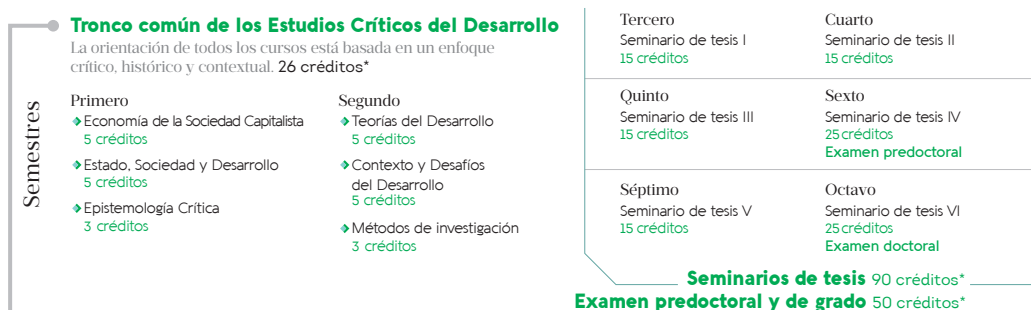 Tronco común de los Estudios Críticos del Desarrollo
La orientación de todos los cursos está basada en un enfoque
crítico, histórico y contextual. 26 créditos*
Semestres
Primero
Economía de la Sociedad Capitalista
5 créditos
Estado, Sociedad y Desarrollo
5 créditos
Epistemología Crítica
3 créditos
Segundo
Teorías del Desarrollo
5 créditos
Contexto y Desafíos
del Desarrollo
5 créditos
Métodos de investigación
3 créditos
Tercero
Seminario de tesis I
15 créditos
Cuarto
Seminario de tesis II
15 créditos
Quinto
Seminario de tesis III
15 créditos
Sexto
Seminario de tesis IV
25 créditos
Examen predoctoral
Séptimo
Seminario de tesis V
15 créditos
Octavo
Seminario de tesis VI
25 créditos
Examen doctoral
Seminarios de tesis 90 créditos*
Examen predoctoral y de grado 50 créditos*